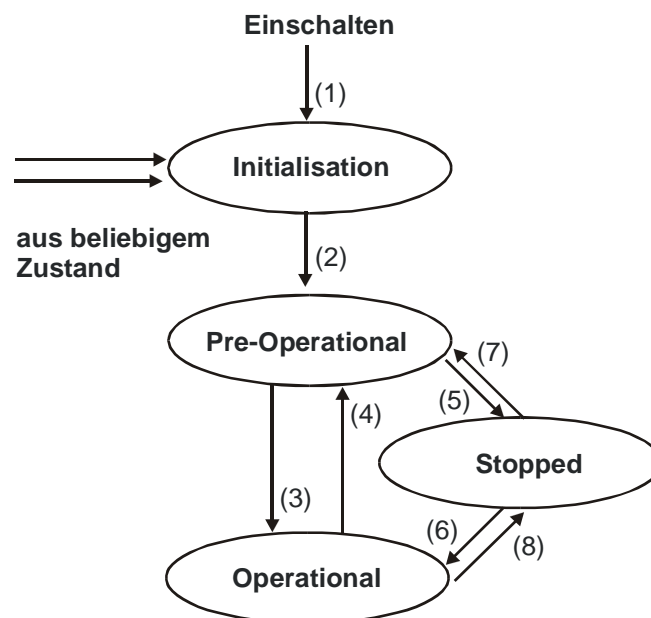 Einschalten
(1)
Initialisation
aus beliebigem
Zustand
(2)
Pre-Operational
(7)
(5)
(4)
Stopped
(3)
(6)
(8)
Operational